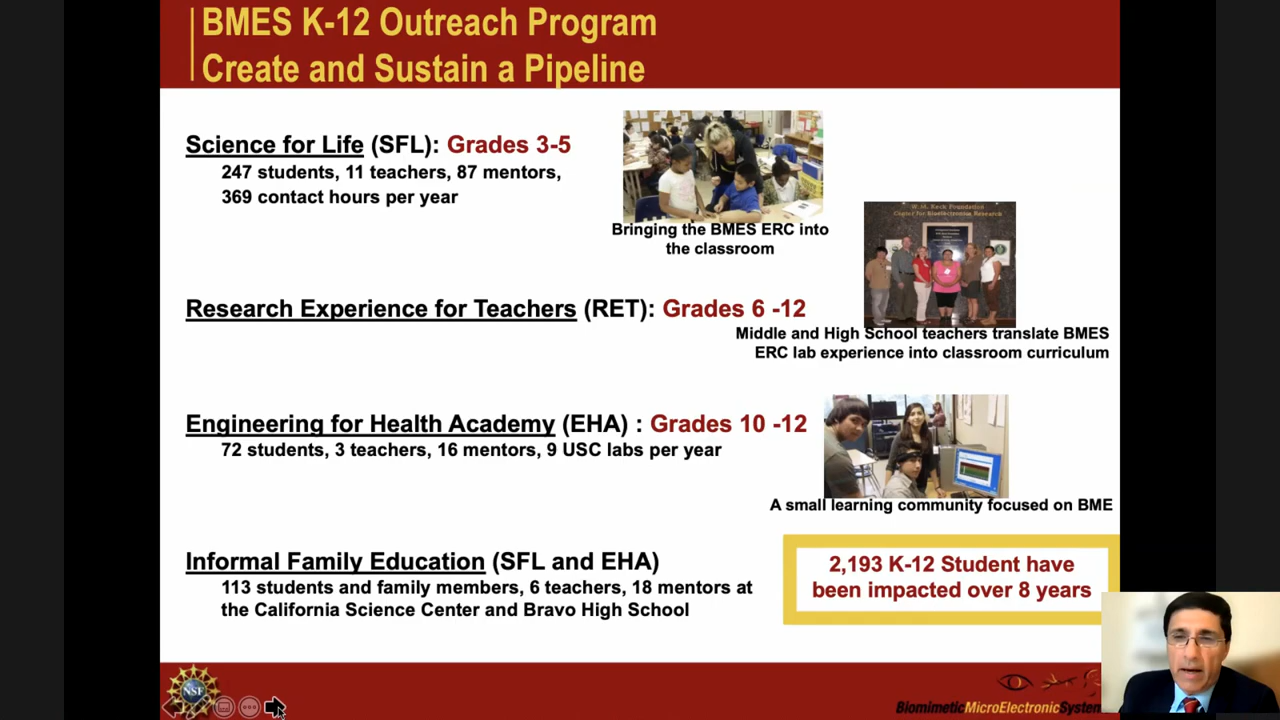 BMES K-12 Outreach Program
Create and Sustain a Pipeline
Science for Life (SFL): Grades 3-5
247 students, 11 teachers, 87 mentors,
369 contact hours per year
Bringing the BMES ERC into
the classroom
W. M. Keck Foundation
Center for Bioelectronic Research
Research Experience for Teachers (RET): Grades 6 -12
Middle and High School teachers translate BMES
ERC lab experience into classroom curriculum
Engineering for Health Academy (EHA) : Grades 10 -12
72 students, 3 teachers, 16 mentors, 9 USC labs per year
A small learning community focused on BME
Informal Family Education (SFL and EHA)
113 students and family members, 6 teachers, 18 mentors at
the California Science Center and Bravo High School
2,193 K-12 Student have
been impacted over 8 years
NSF
Biomimetic MicroElectronic System